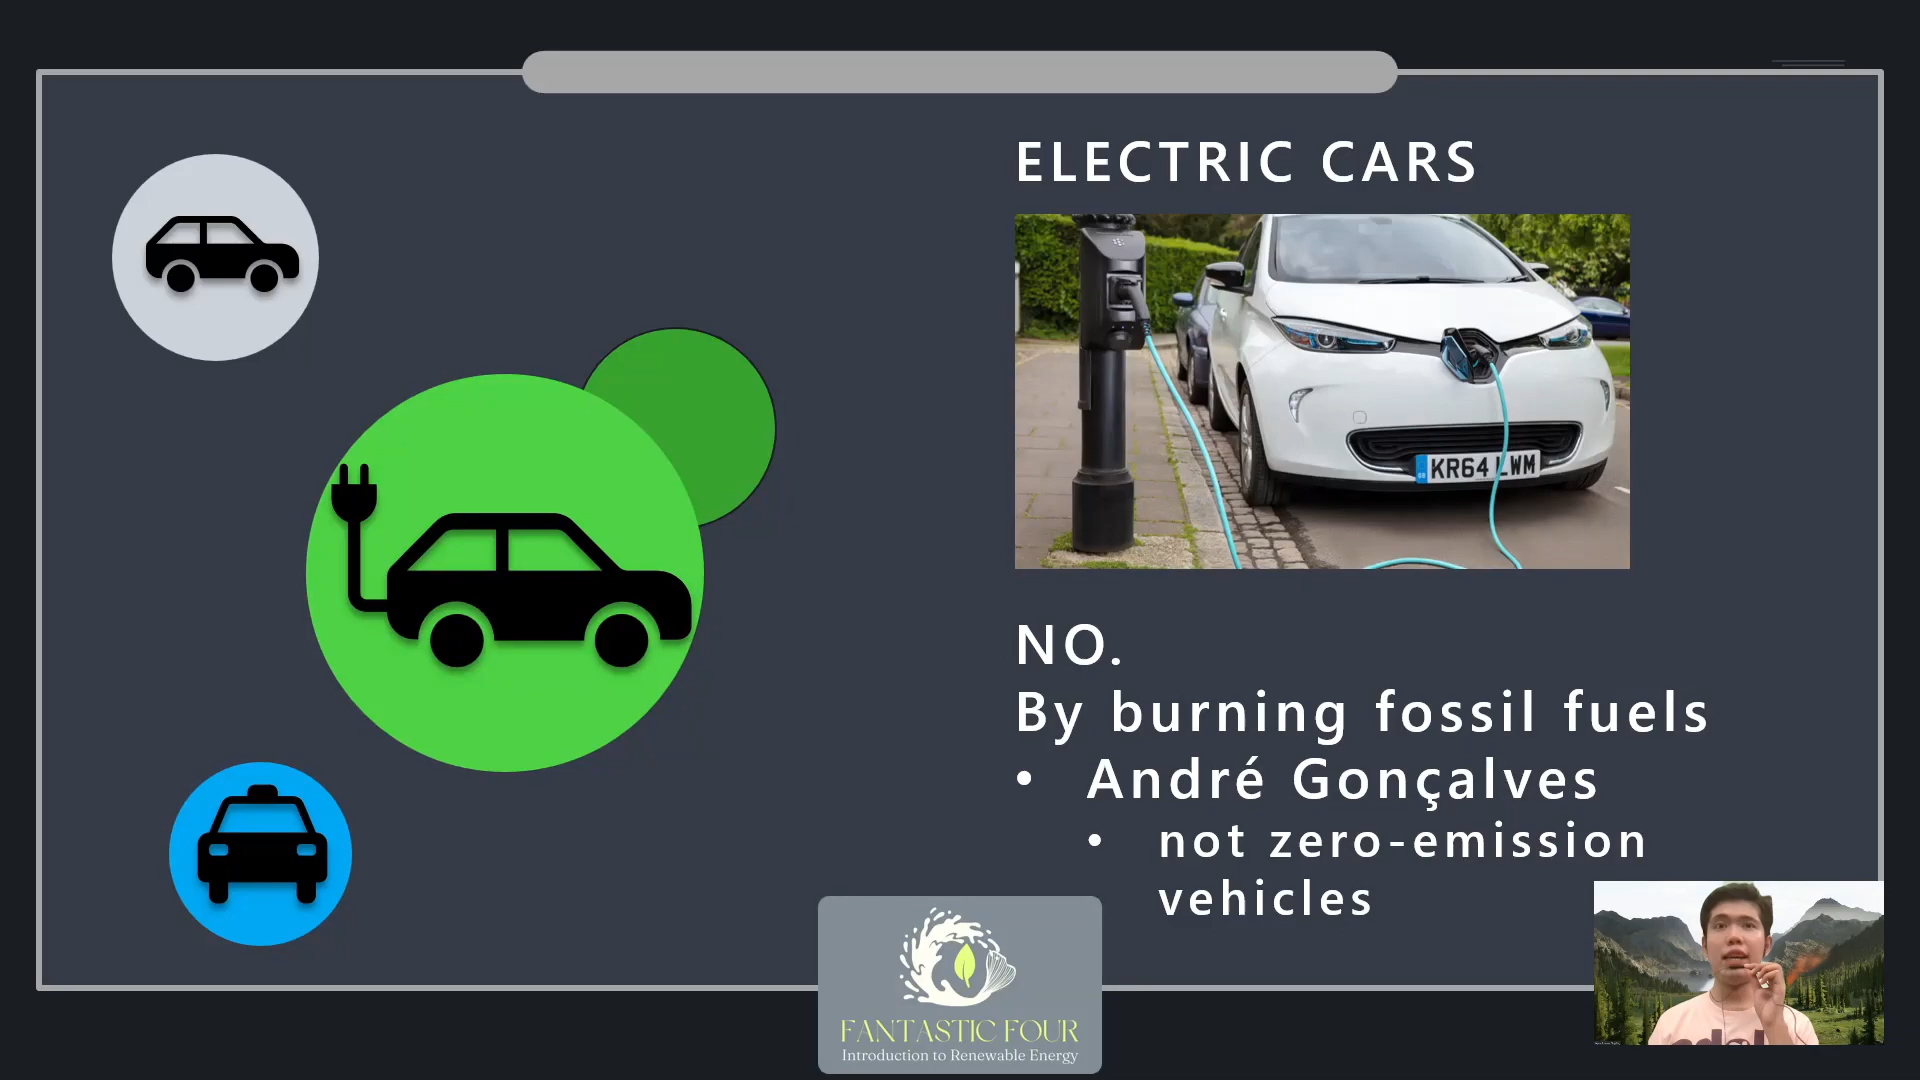 ELECTRIC CARS
KR64 LWM
NO.
By burning fossil fuels
• André Gonçalves
• not zero-emission
vehicles
FANTASTIC FOUR
Introduction to Renewable Energy